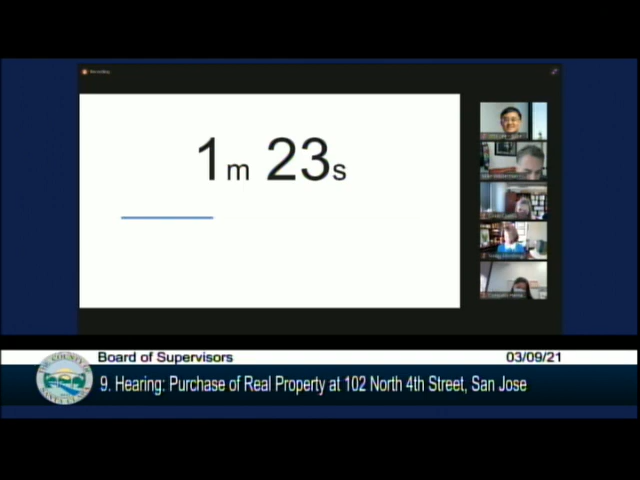 1m 23s
Board of Supervisors
03/09/21
9. Hearing: Purchase of Real Property at 102 North 4th Street, San Jose